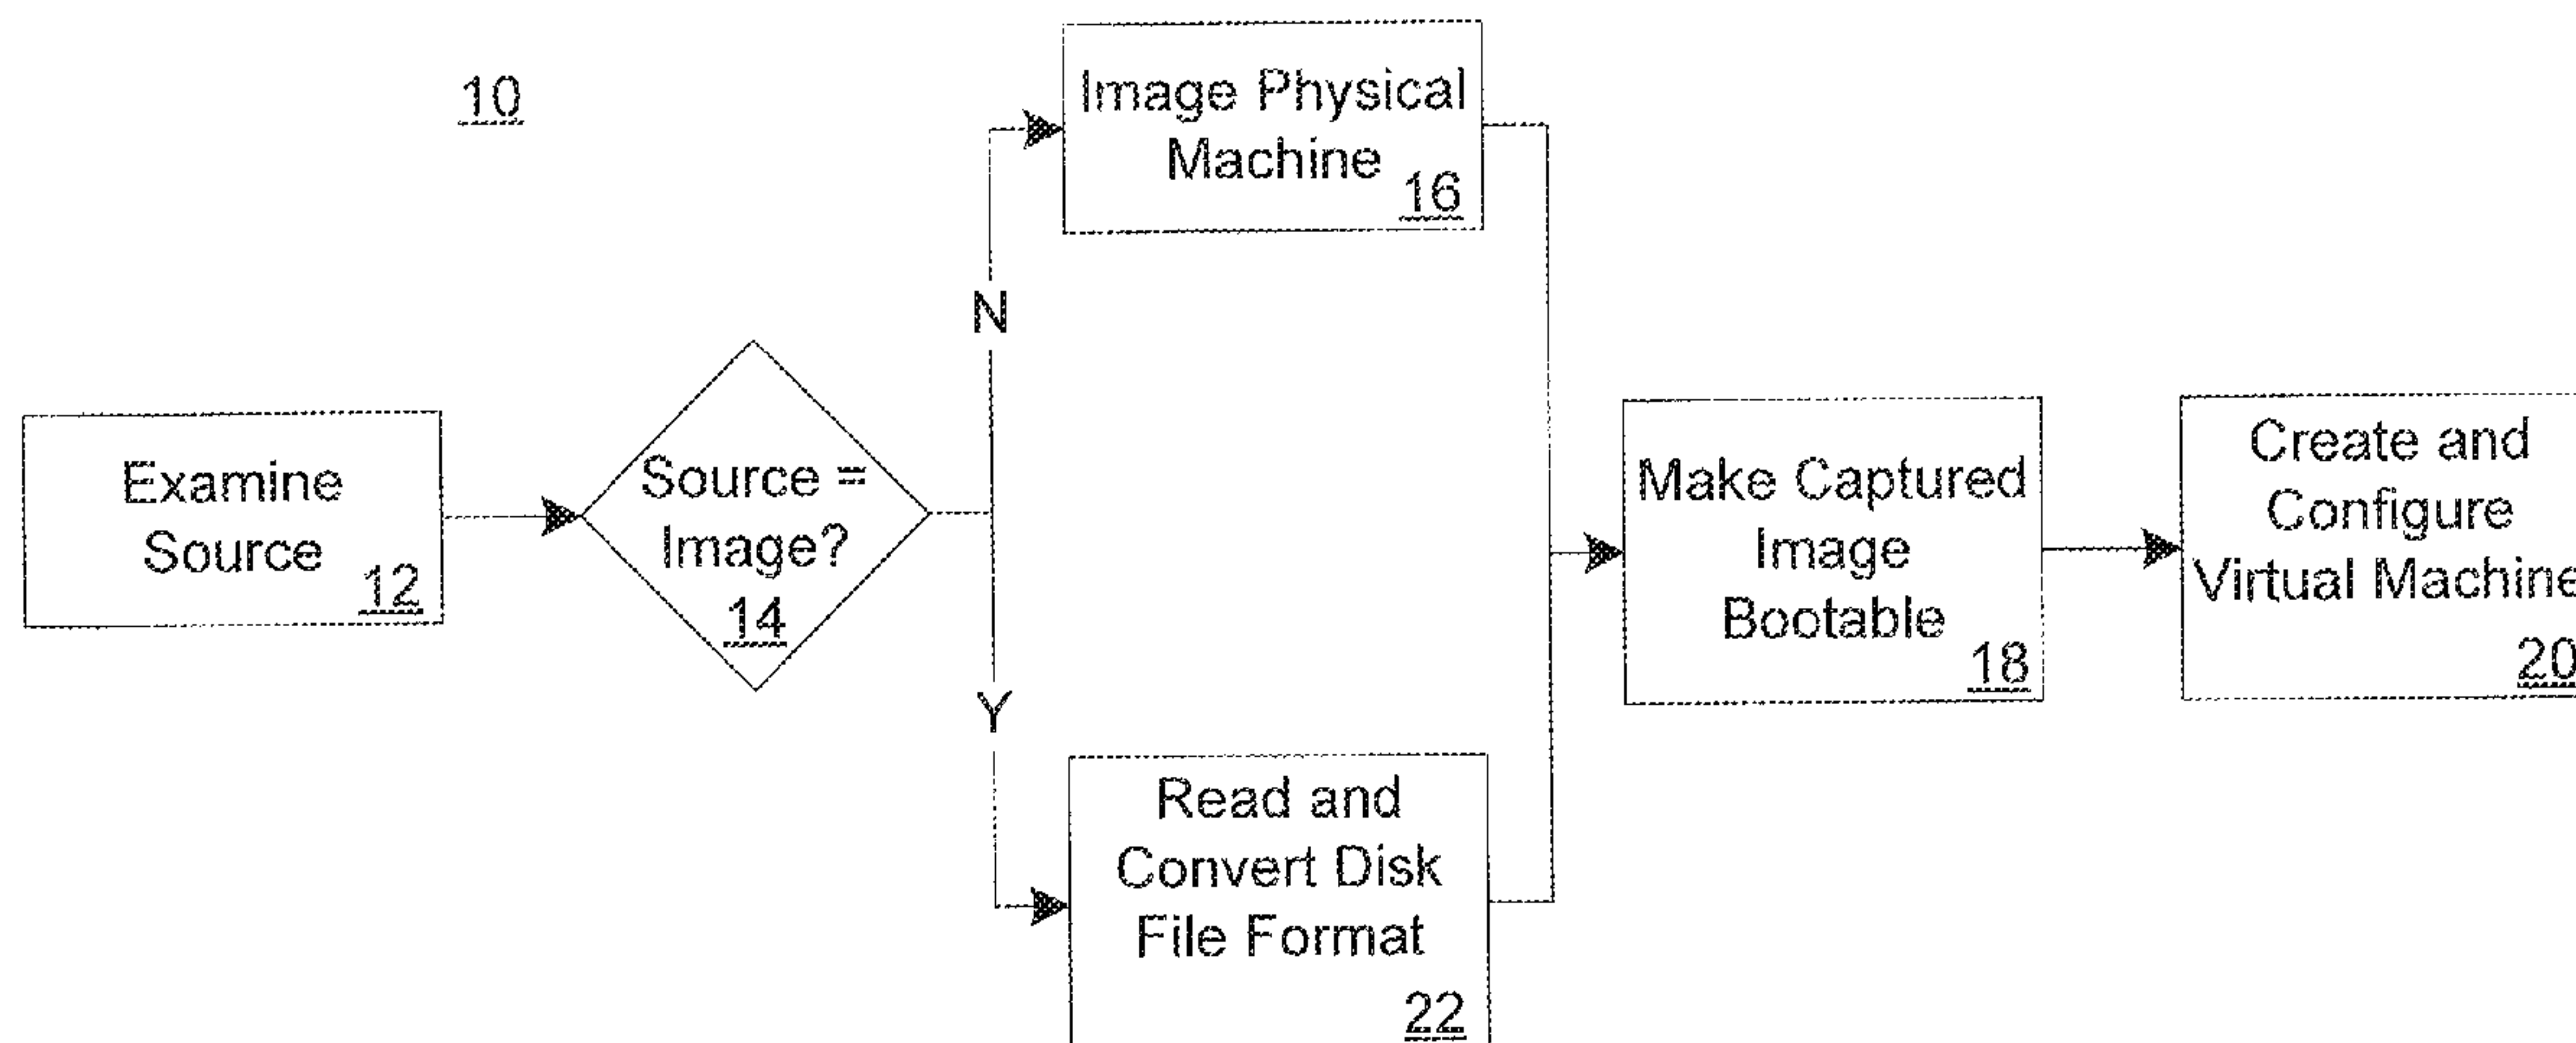 10
Image Physical
Machine
16
N
Examine
Source
12
Source =
Image?
14
Y
Read and
Convert Disk
File Format
22
Make Captured
Image
Bootable
18
Create and
Configure
Virtual Machine
20